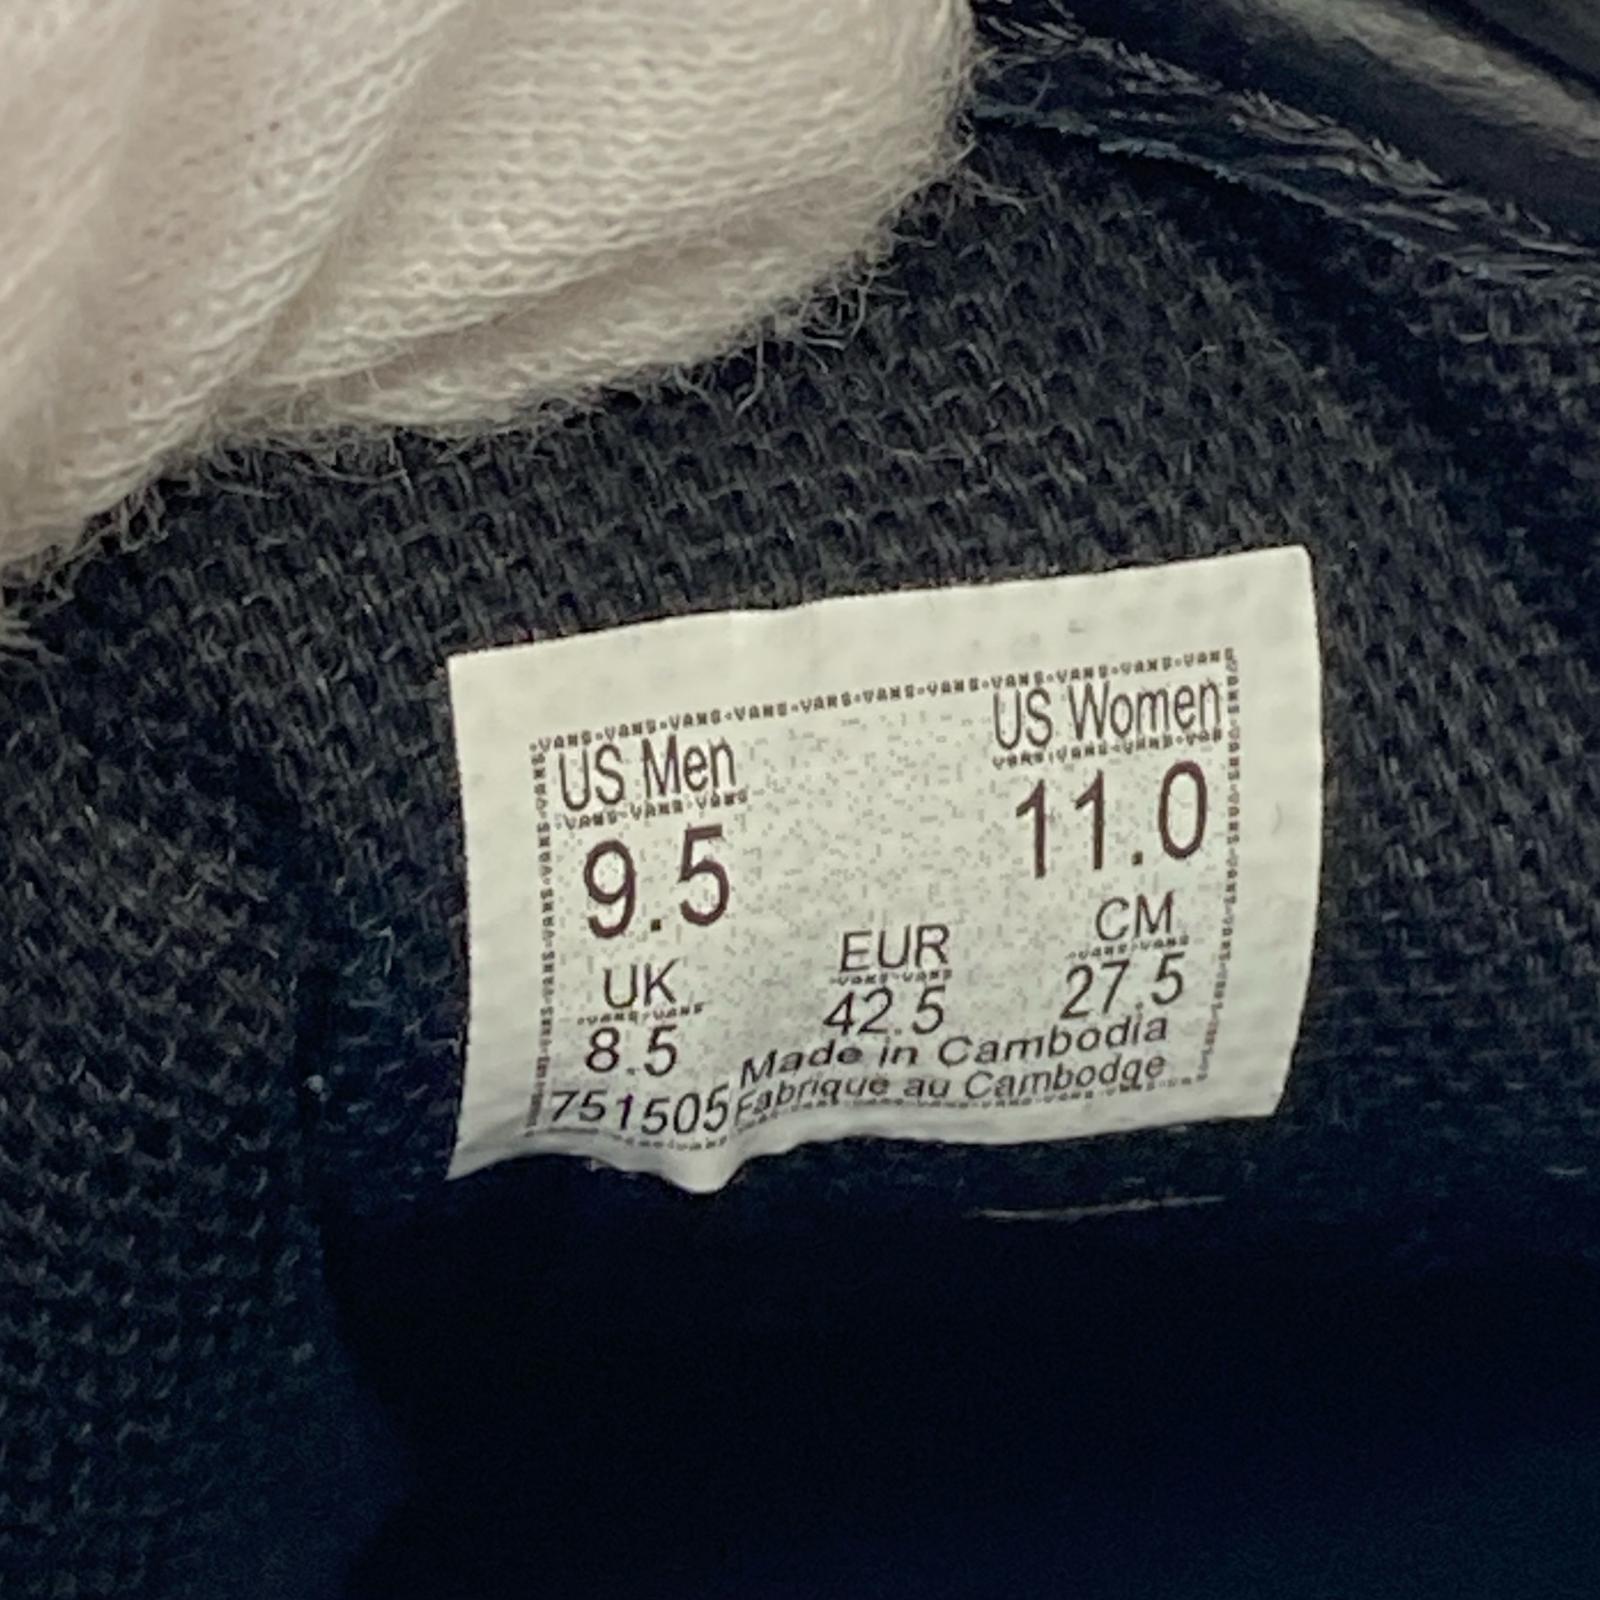 US Men US Women
9.5 11.0
UK EUR CM
8.5 42.5 27.5
Made in Cambodia
751505 Fabrique au Cambodge